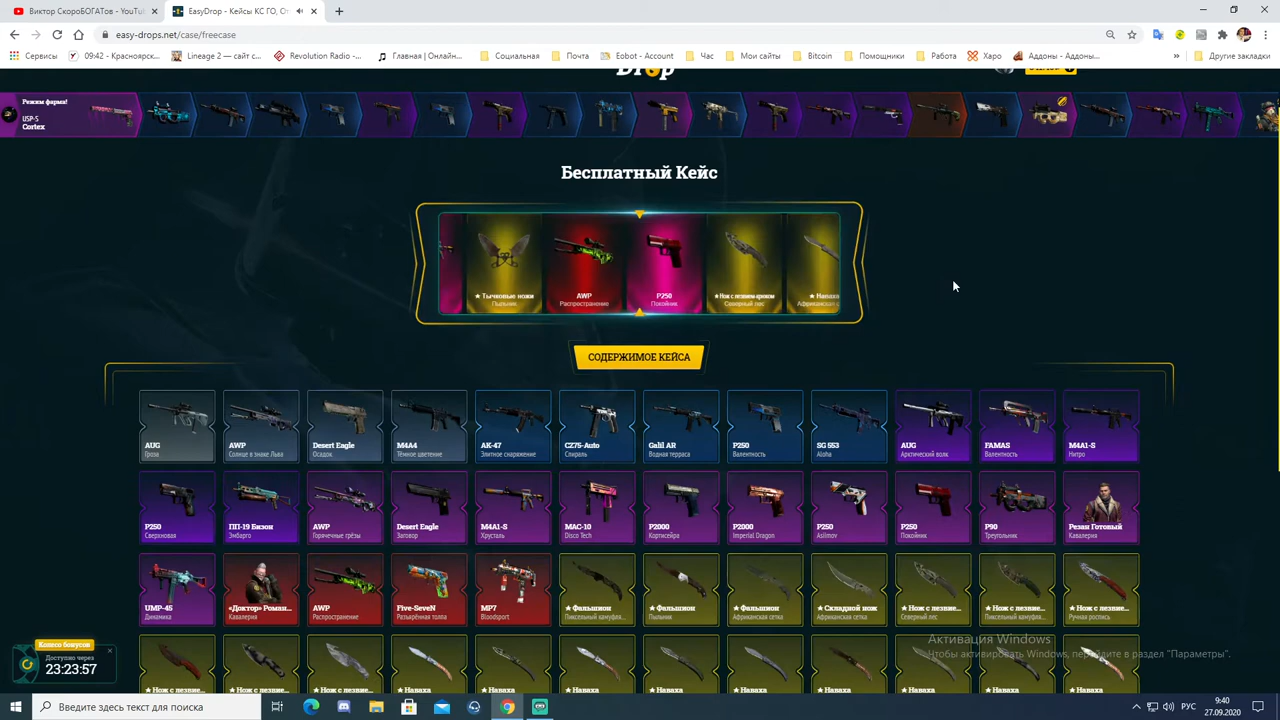 Виктор СкороБОГАТов - YouTu
EasyDrop - Кейсы КС ГО, О
easy-drops.net/case/freecase
Сервисы
09:42 - Красноярск...
Lineage 2 — сайт с...
Revolution Radio -...
Главная | Онлайн...
Социальная
Почта
Eobot - Account
Час
Мои сайты
Bitcoin
Помощники
Работа
Харо
Аддоны - Аддоны...
»
Другие закладки
Drop
Режим фарма!
USP-S
Cortex
Бесплатный Кейс
★ Тычковые ножи
Пыльник
AWP
Распространение
P250
Покойник
★ Нож с лезвием-крюком
Северный лес
★ Наваха
Африканская с
СОДЕРЖИМОЕ КЕЙСА
AUG
Гроза
AWP
Солнце в знаке Льва
Desert Eagle
Осадок
M4A4
Тёмное цветение
AK-47
Элитное снаряжение
CZ75-Auto
Спираль
Galil AR
Водная терраса
P250
Валентность
SG 553
Aloha
AUG
Арктический волк
FAMAS
Валентность
M4A1-S
Нитро
P250
Сверхновая
ПП-19 Бизон
Эмбарго
AWP
Горячечные грёзы
Desert Eagle
Заговор
M4A1-S
Хрусталь
MAC-10
Disco Tech
P2000
Кортисейра
P2000
Imperial Dragon
P250
Asiimov
P250
Покойник
P90
Треугольник
Резан Готовый
Кавалерия
UMP-45
Динамика
«Доктор» Роман...
Кавалерия
AWP
Распространение
Five-SeveN
Разъярённая толпа
MP7
Bloodsport
★ Фальшион
Пиксельный камуфля...
★ Фальшион
Пыльник
★ Фальшион
Африканская сетка
★ Складной нож
Африканская сетка
★ Нож с лезвие...
Северный лес
★ Нож с лезвие...
Пиксельный камуфля...
★ Нож с лезвие...
Ручная роспись
★ Нож с лезвие...
★ Нож с лезвие...
★ Нож с лезвие...
★ Наваха
★ Наваха
★ Наваха
★ Наваха
★ Наваха
★ Наваха
★ Наваха
★ Наваха
★ Наваха
Колесо бонусов
Доступно через
23:23:57
Активация Windows
Чтобы активировать Windows, перейдите в раздел "Параметры".
Введите здесь текст для поиска
РУС
9:40
27.09.2020